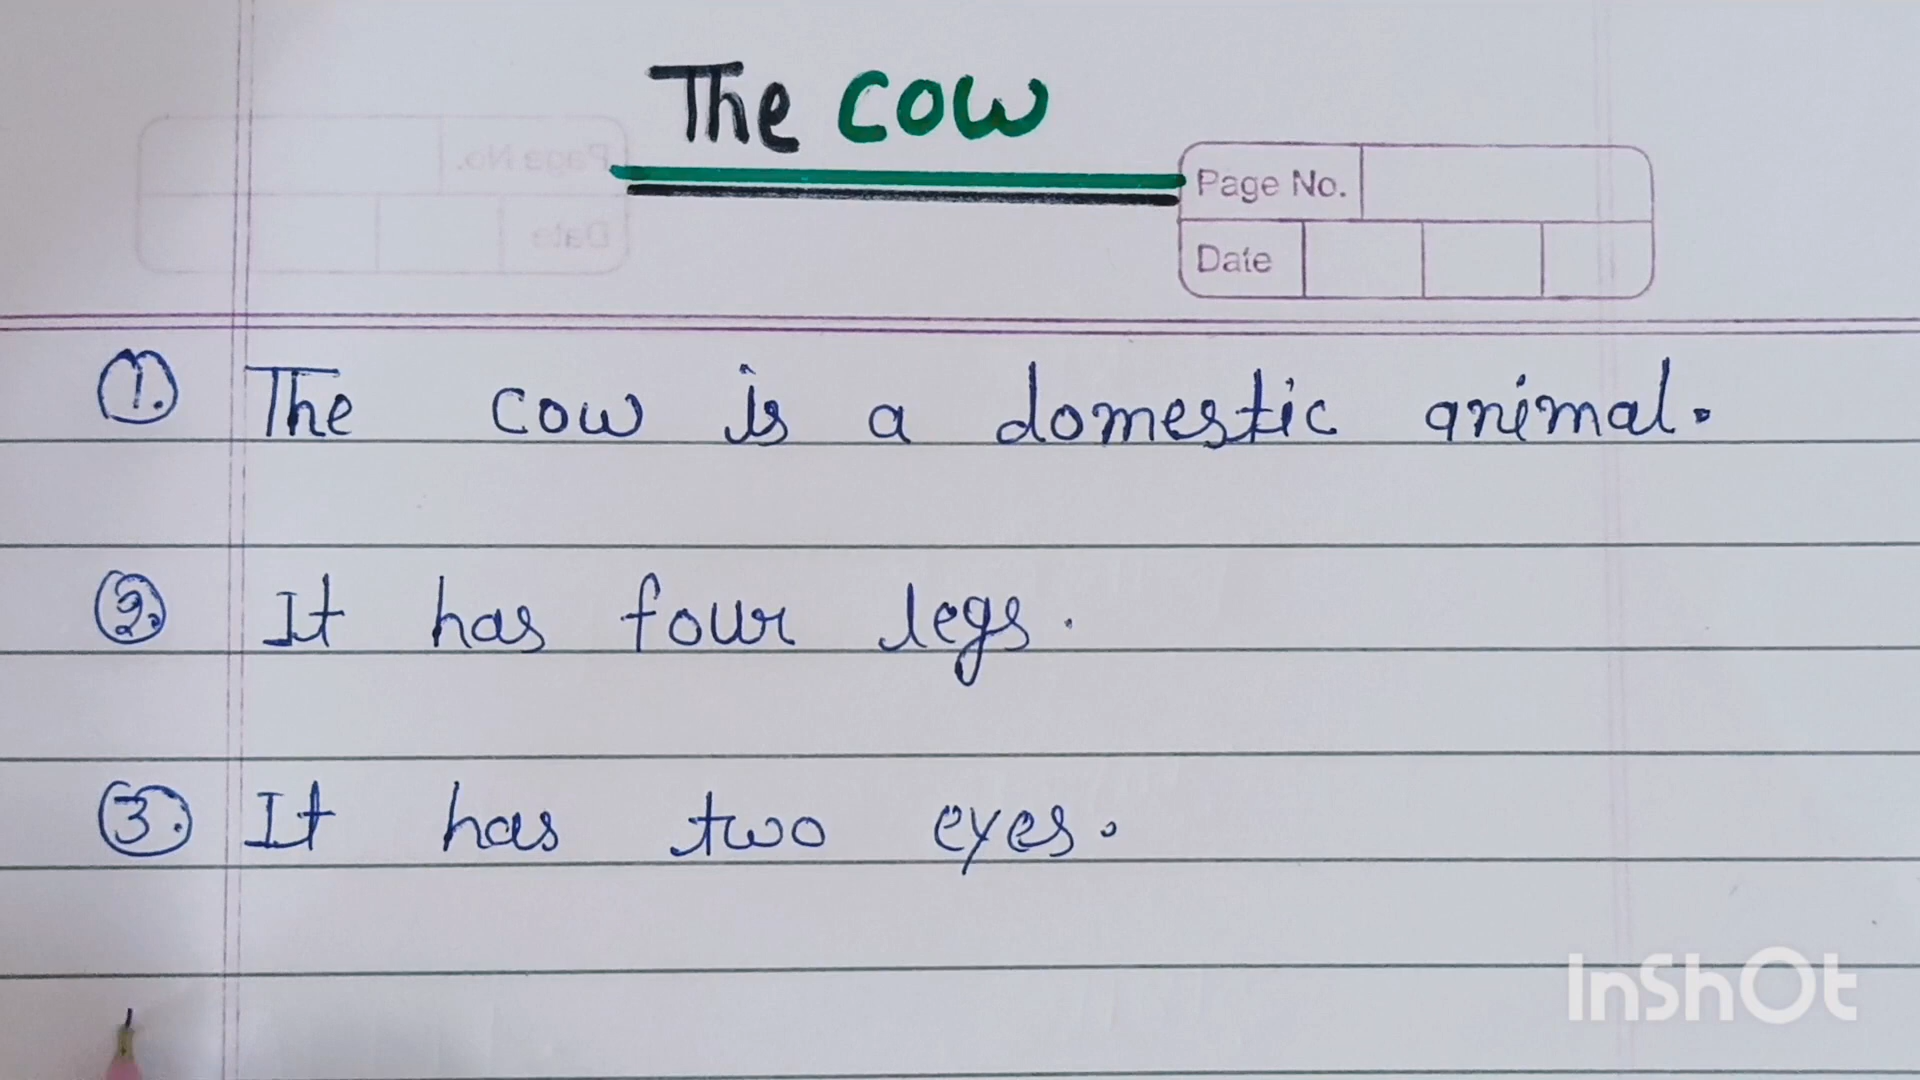 The cow
Page No.
Date
1. The cow is a domestic animal.
2. It has four legs.
3. It has two eyes.
InShOt